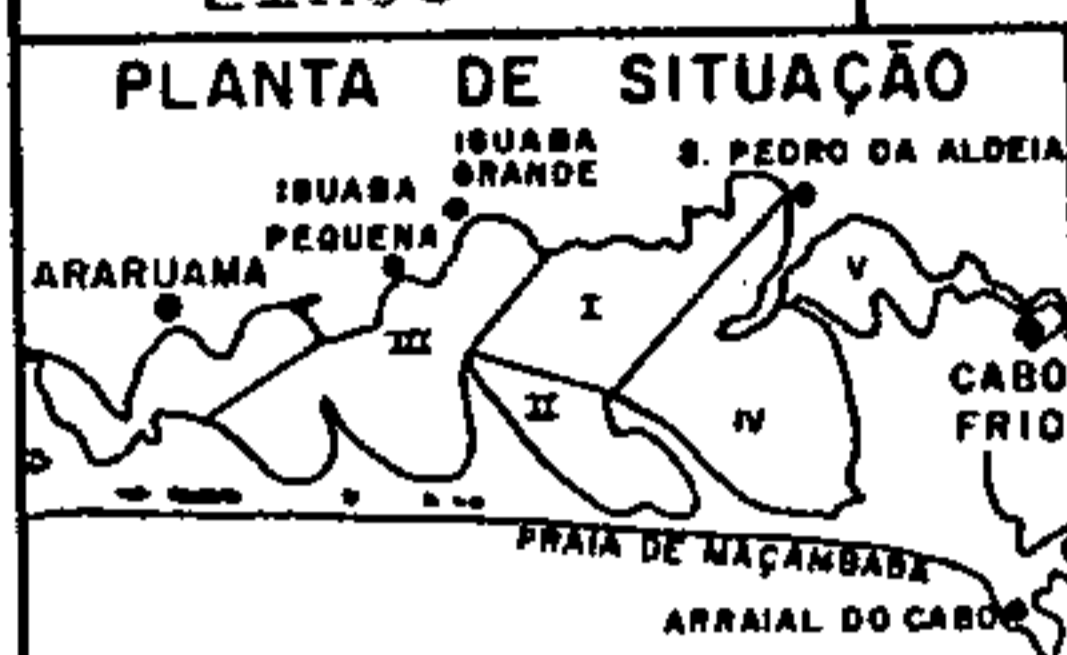 PLANTA DE SITUAÇÃO
IGUABA
GRANDE
S. PEDRO DA ALDEIA
IGUABA
PEQUENA
ARARUAMA
I
II
III
IV
V
CABO
FRIO
PRAIA DE MAÇAMBABA
ARRAIAL DO CABO